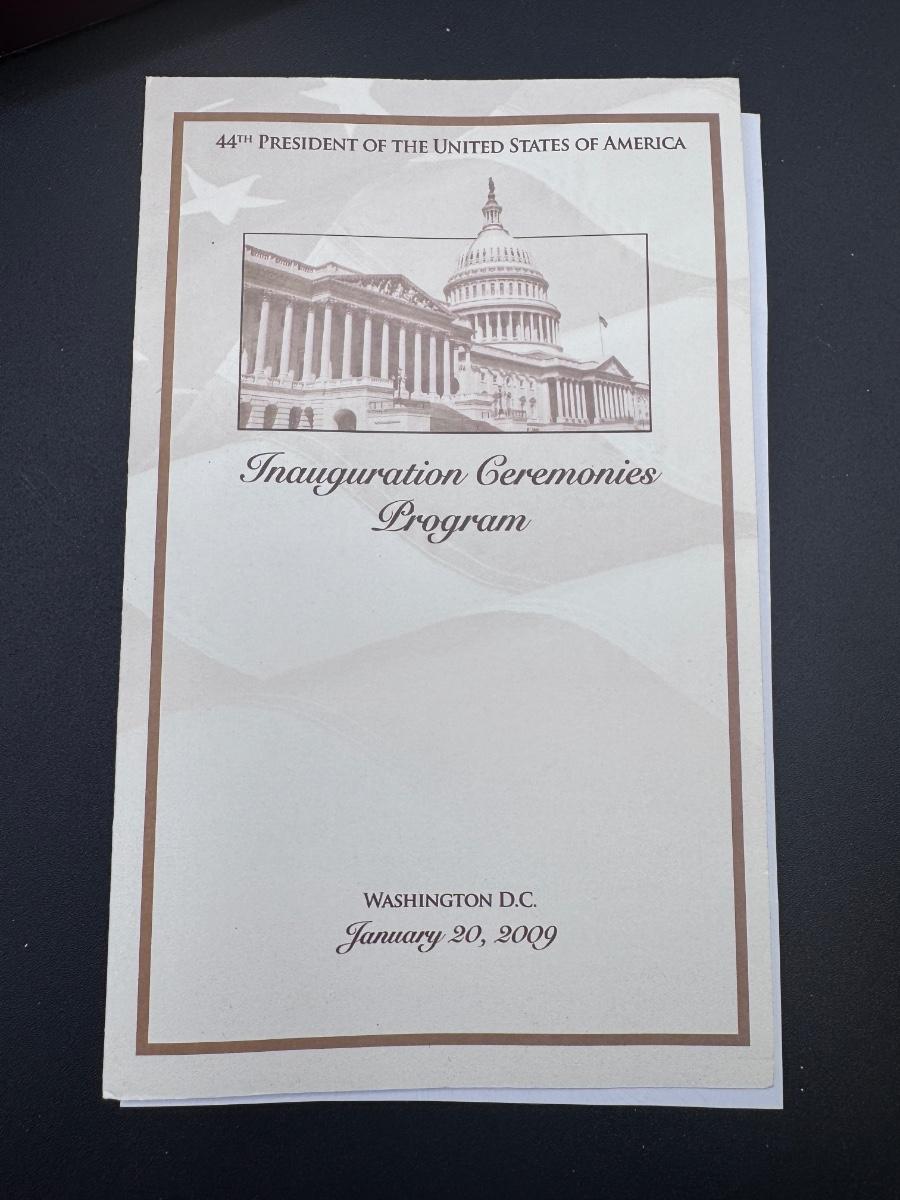 44TH PRESIDENT OF THE UNITED STATES OF AMERICA
Inauguration Ceremonies
Program
WASHINGTON D.C.
January 20, 2009